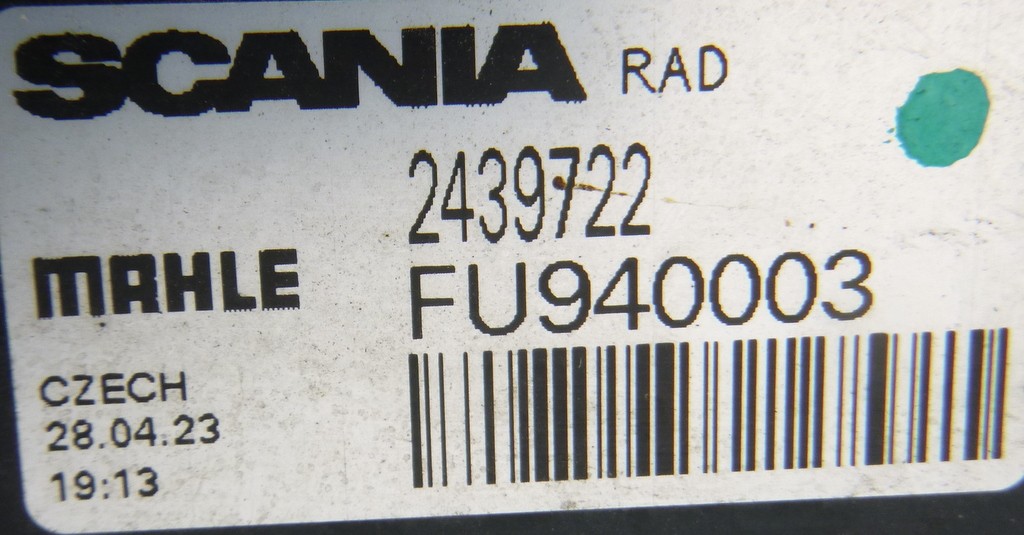 SCANIA RAD
2439722
MAHLE
FU940003
CZECH
28.04.23
19:13